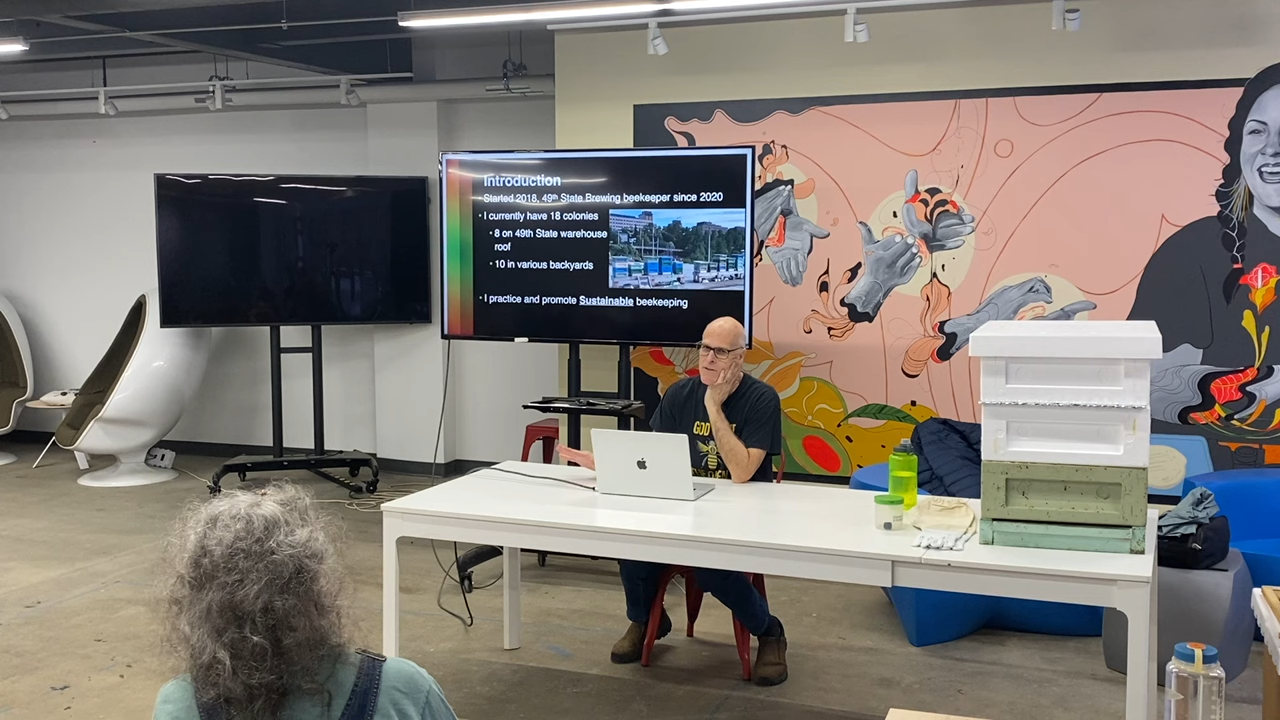 Introduction
Started 2018, 49th State Brewing beekeeper since 2020
• I currently have 18 colonies
• 8 on 49th State warehouse
roof
• 10 in various backyards
• I practice and promote Sustainable beekeeping
GOD